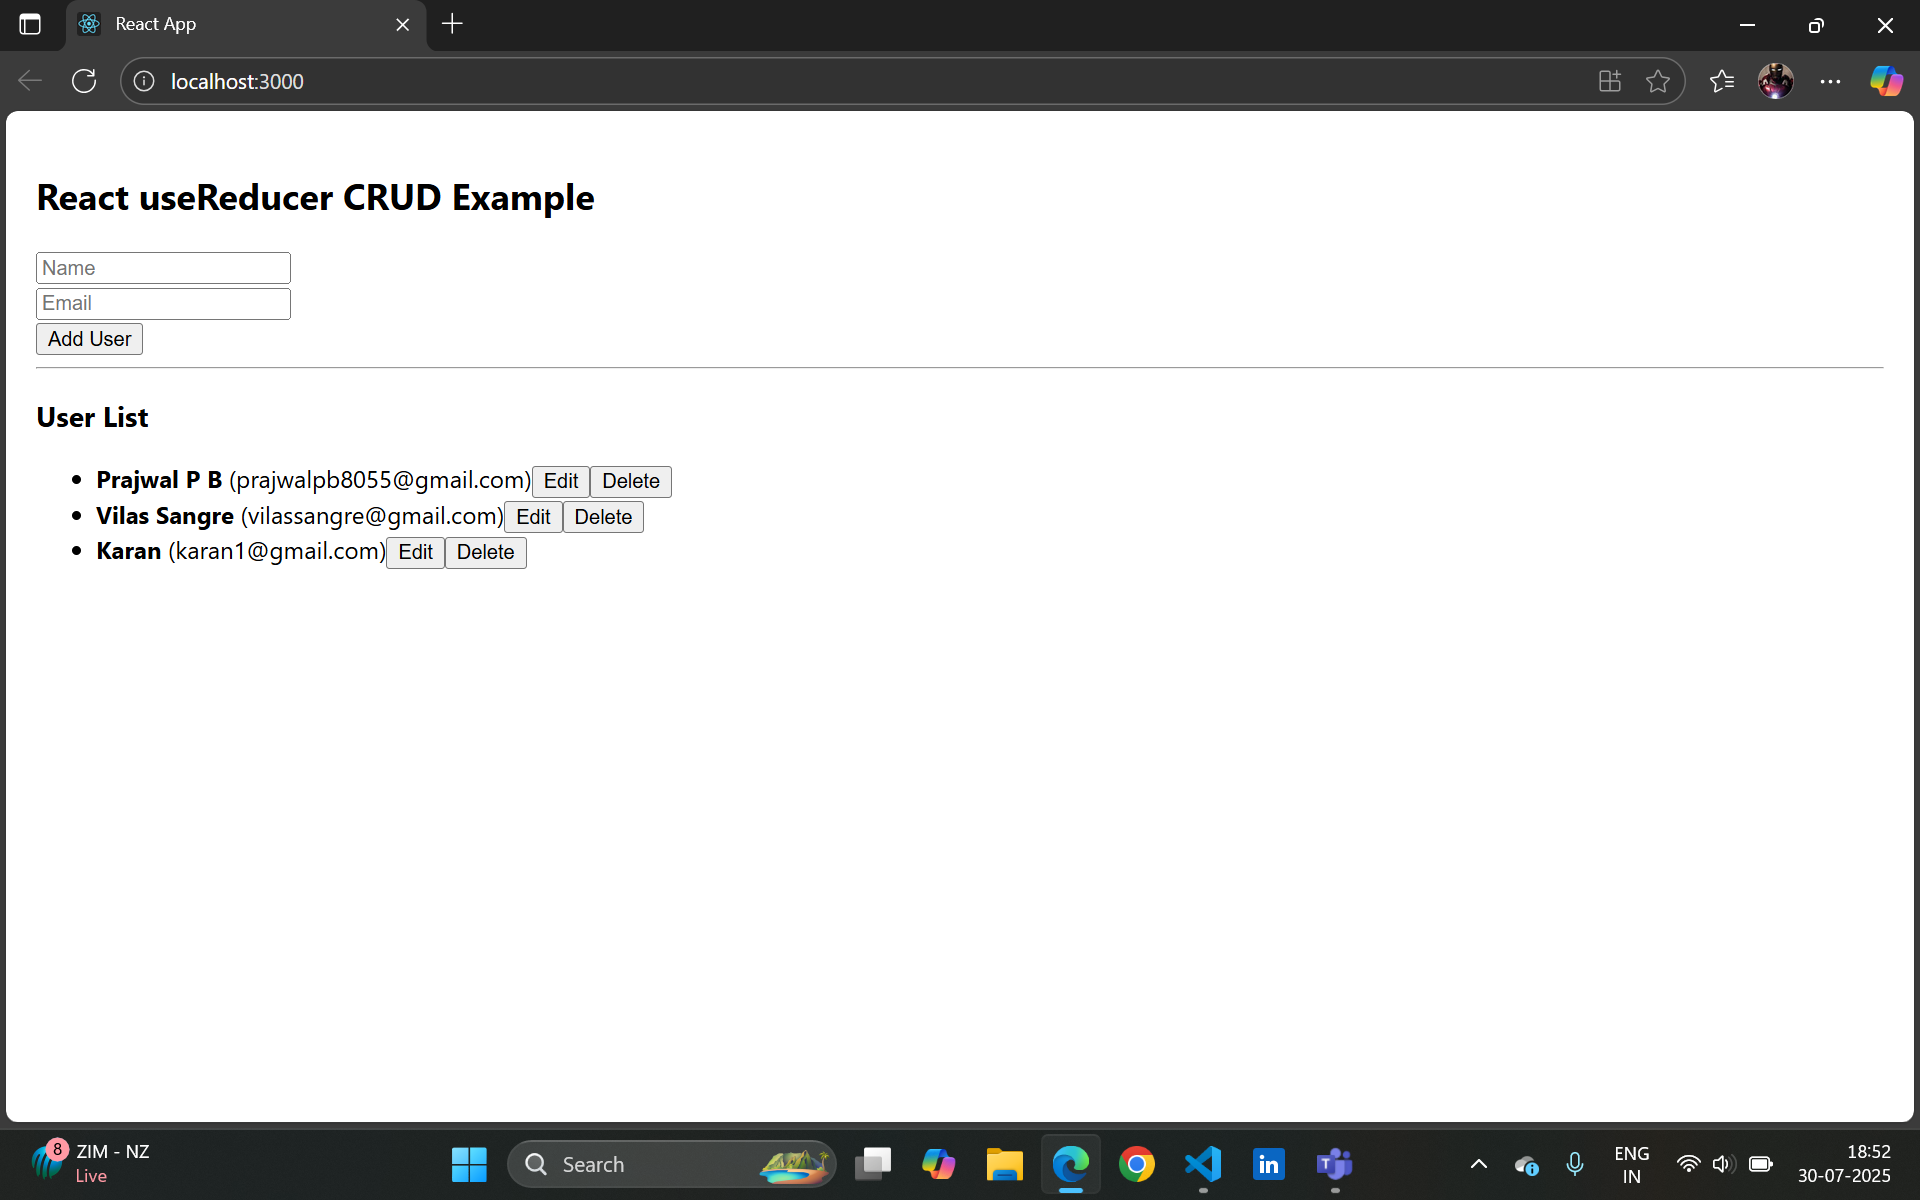 React App
localhost:3000
React useReducer CRUD Example
Name
Email
Add User
User List
Prajwal P B (prajwalpb8055@gmail.com) Edit Delete
Vilas Sangre (vilassangre@gmail.com) Edit Delete
Karan (karan1@gmail.com) Edit Delete
8
ZIM - NZ
Live
Search
in
T
ENG
IN
18:52
30-07-2025